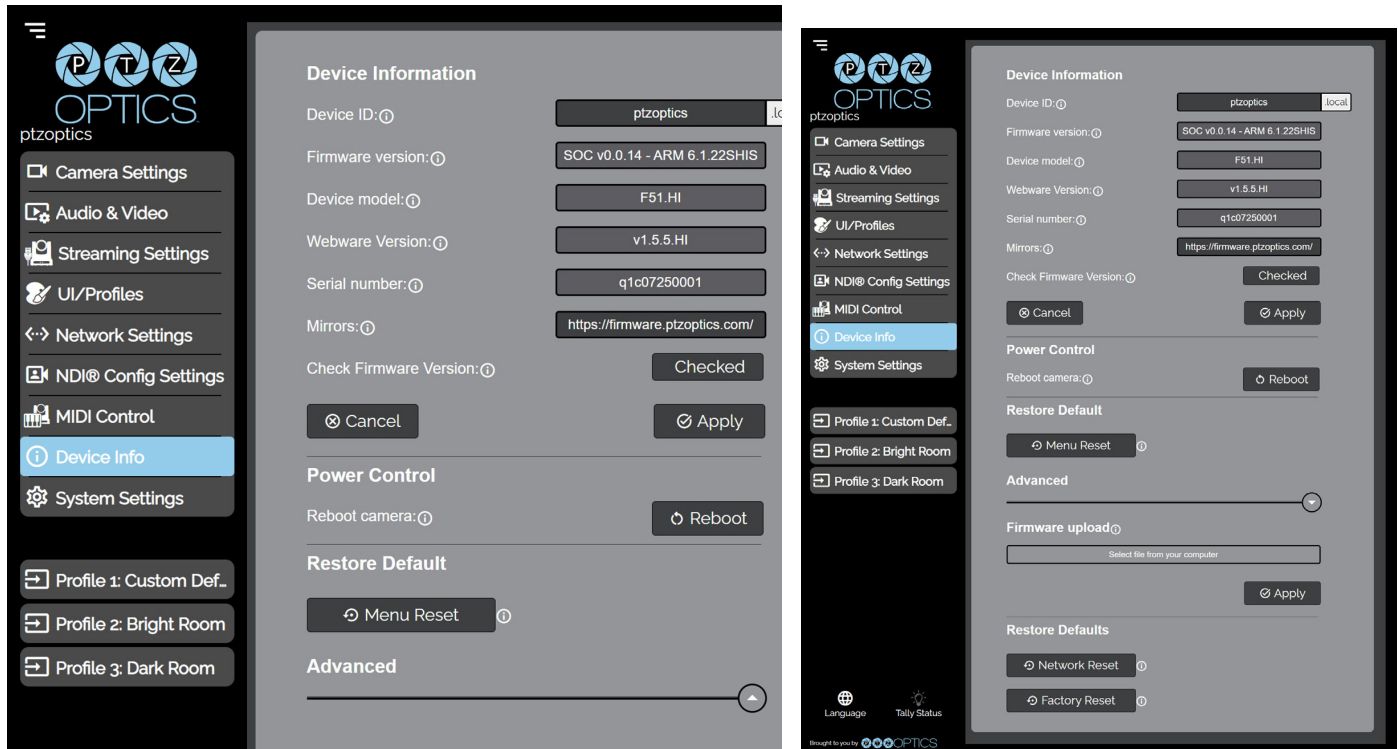 PTZ
OPTICS
ptzoptics
Camera Settings
Audio & Video
Streaming Settings
UI/Profiles
Network Settings
NDI® Config Settings
MIDI Control
Device Info
System Settings
Profile 1: Custom Def...
Profile 2: Bright Room
Profile 3: Dark Room
Device Information
Device ID: ptzoptics .lo
Firmware version: SOC v0.0.14 - ARM 6.1.22SHIS
Device model: F51.HI
Webware Version: v1.5.5.HI
Serial number: q1c07250001
Mirrors: https://firmware.ptzoptics.com/
Check Firmware Version: Checked
Cancel Apply
Power Control
Reboot camera: Reboot
Restore Default
Menu Reset
Advanced
PTZ
OPTICS
ptzoptics
Camera Settings
Audio & Video
Streaming Settings
UI/Profiles
Network Settings
NDI® Config Settings
MIDI Control
Device Info
System Settings
Profile 1: Custom Def...
Profile 2: Bright Room
Profile 3: Dark Room
Language Tally Status
Brought to you by PTZOPTICS
Device Information
Device ID: ptzoptics .local
Firmware version: SOC v0.0.14 - ARM 6.1.22SHIS
Device model: F51.HI
Webware Version: v1.5.5.HI
Serial number: q1c07250001
Mirrors: https://firmware.ptzoptics.com/
Check Firmware Version: Checked
Cancel Apply
Power Control
Reboot camera: Reboot
Restore Default
Menu Reset
Advanced
Firmware upload
Select file from your computer
Apply
Restore Defaults
Network Reset
Factory Reset